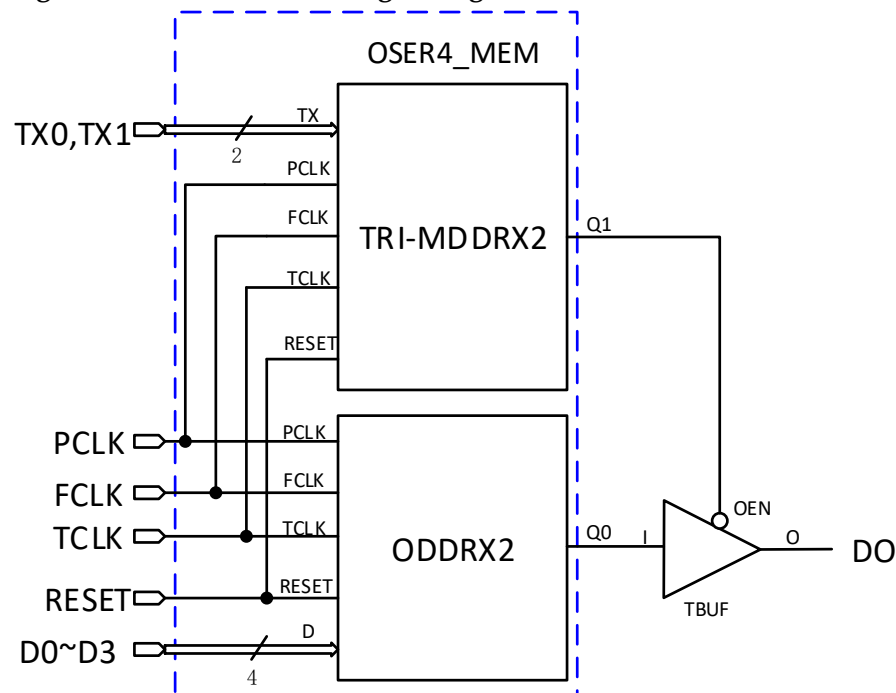 OSER4_MEM
TX0,TX1
2
TX
PCLK
FCLK
TCLK
RESET
TRI-MDDRX2
Q1
PCLK
FCLK
TCLK
RESET
D0~D3
4
PCLK
FCLK
TCLK
RESET
D
ODDRX2
Q0
I
OEN
O
TBUF
DO